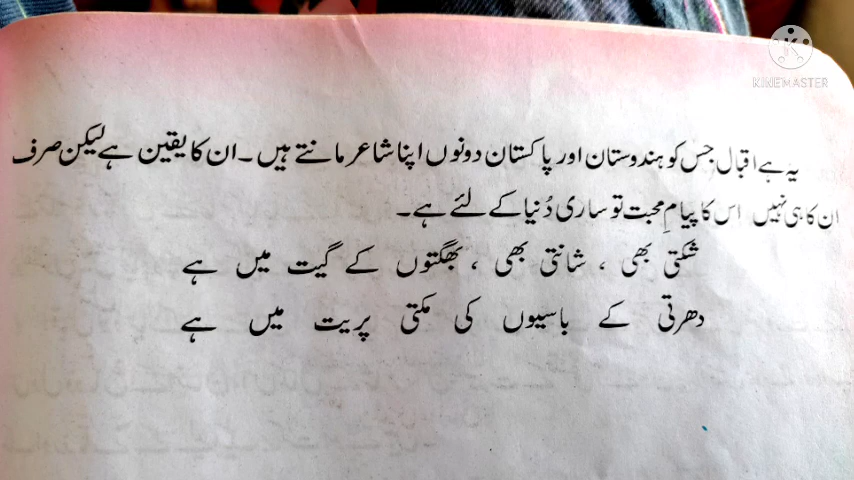 KINEMASTER
یہ ہے اقبال جس کو ہندوستان اور پاکستان دونوں اپنا شاعر مانتے ہیں۔ ان کا یقین ہے لیکن صرف
ان کا ہی نہیں اس کا پیامِ محبت تو ساری دُنیا کے لئے ہے۔
شکتی بھی ، شانتی بھی ، بھگتوں کے گیت میں ہے
دھرتی کے باسیوں کی مکتی پریت میں ہے